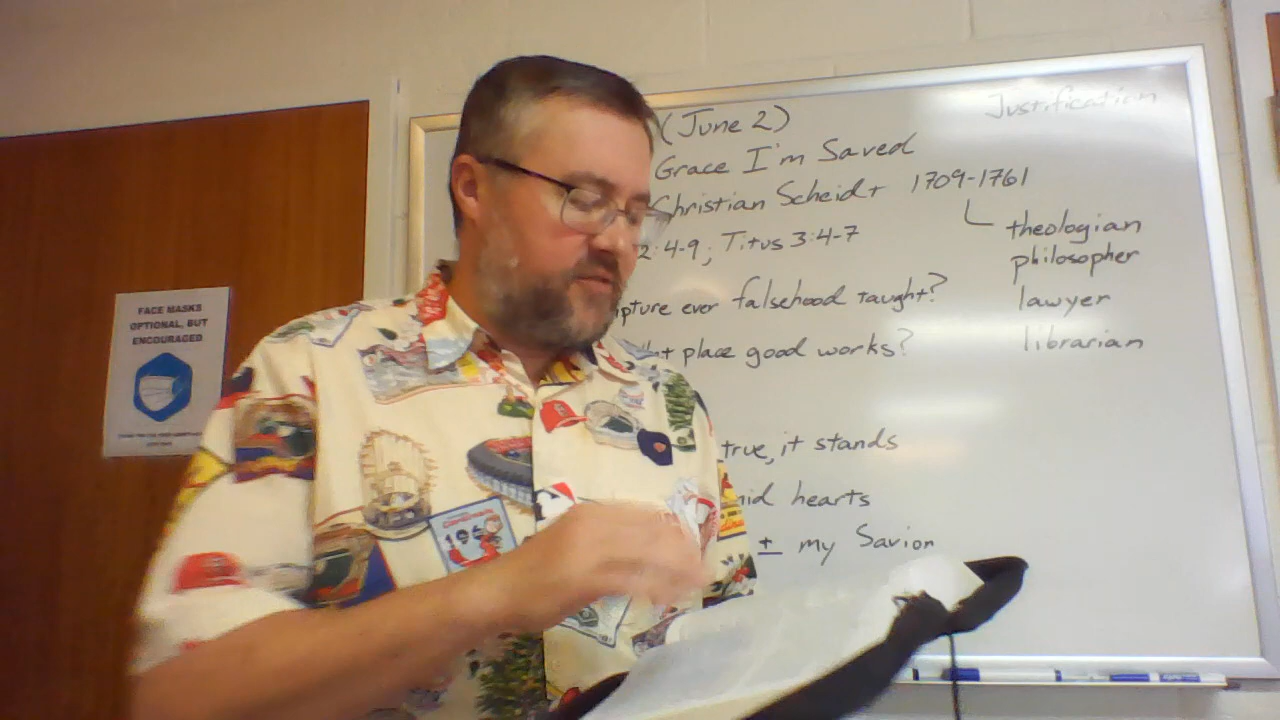 FACE MASKS
OPTIONAL, BUT
ENCOURAGED
(June 2)
Justification
Grace I'm Saved
Christian Scheidt 1709-1761
theologian
philosopher
lawyer
librarian
2:4-9; Titus 3:4-7
pture ever falsehood taught?
place good works?
true, it stands
hearts
± my Savior
Cardinals